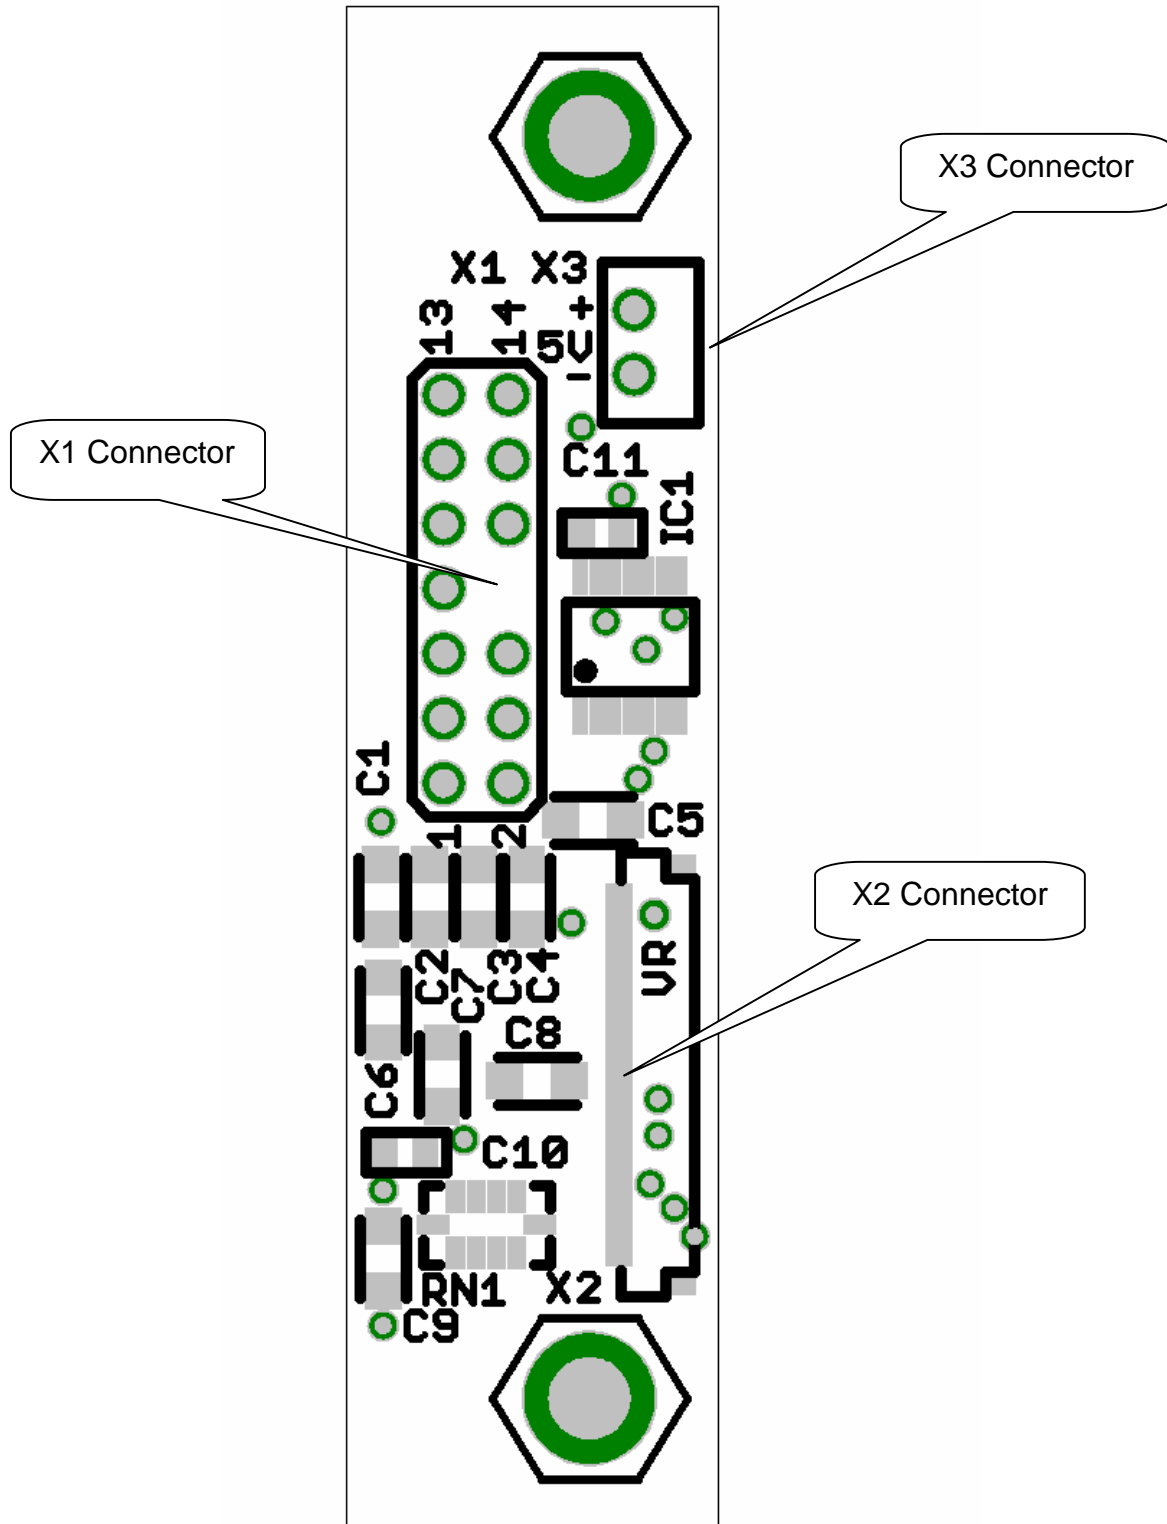 X3 Connector
X1 X3
13 14 +
5V
-
X1 Connector
C11
IC1
C1
1 2
C5
X2 Connector
VR
C2 C7 C3 C4
C8
C6
C10
RN1 X2
C9